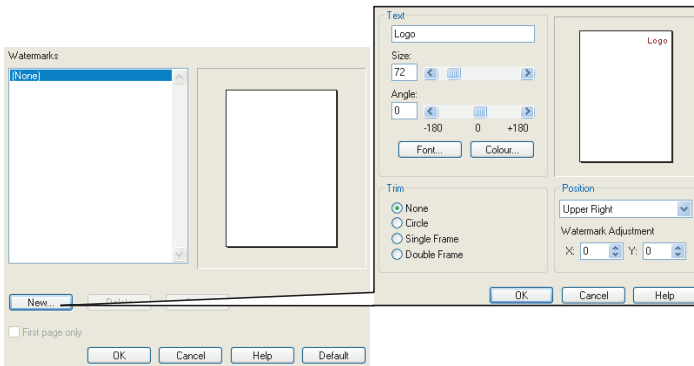 Watermarks
(None)
New...
First page only
OK Cancel Help Default
Text
Logo
Size:
72
Angle:
0
-180 0 +180
Font... Colour...
Logo
Trim
None
Circle
Single Frame
Double Frame
Position
Upper Right
Watermark Adjustment
X: 0 Y: 0
OK Cancel Help